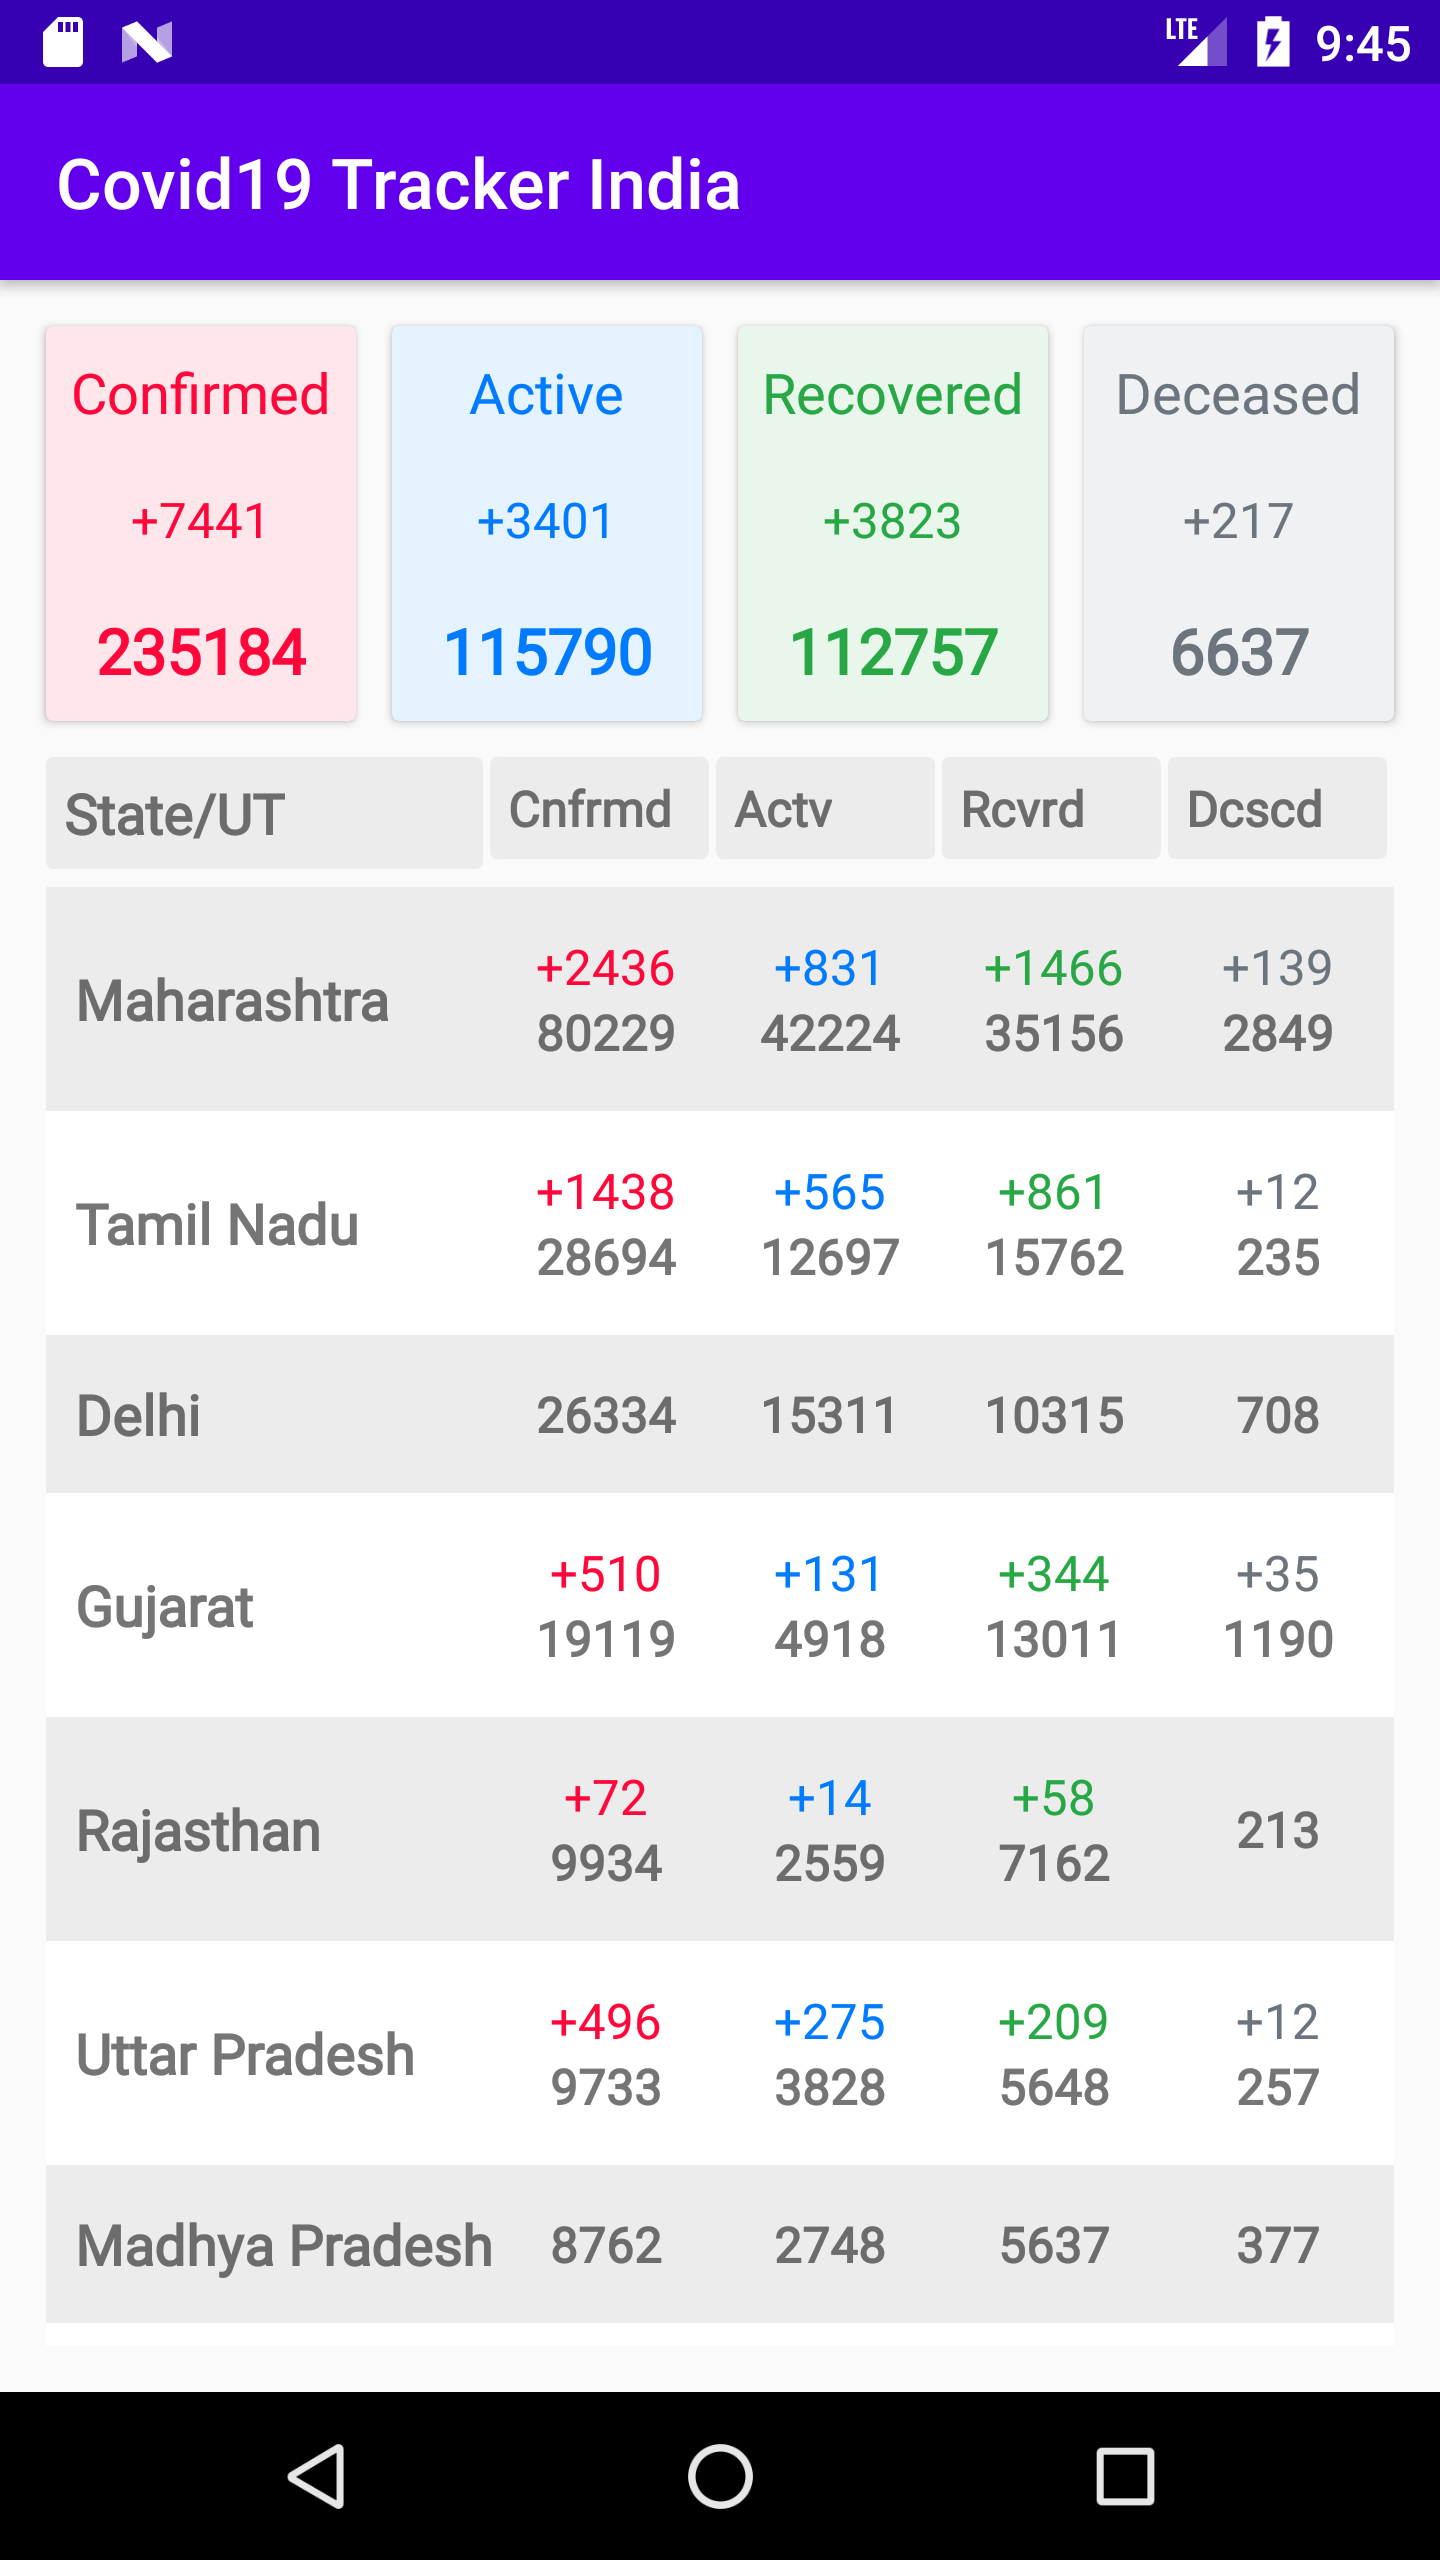 LTE 9:45
Covid19 Tracker India
Confirmed Active Recovered Deceased
+7441 +3401 +3823 +217
235184 115790 112757 6637
State/UT Cnfrmd Actv Rcvrd Dcscd
+2436 +831 +1466 +139
Maharashtra
80229 42224 35156 2849
+1438 +565 +861 +12
Tamil Nadu
28694 12697 15762 235
Delhi 26334 15311 10315 708
+510 +131 +344 +35
Gujarat
19119 4918 13011 1190
+72 +14 +58
Rajasthan 213
9934 2559 7162
+496 +275 +209 +12
Uttar Pradesh
9733 3828 5648 257
Madhya Pradesh 8762 2748 5637 377